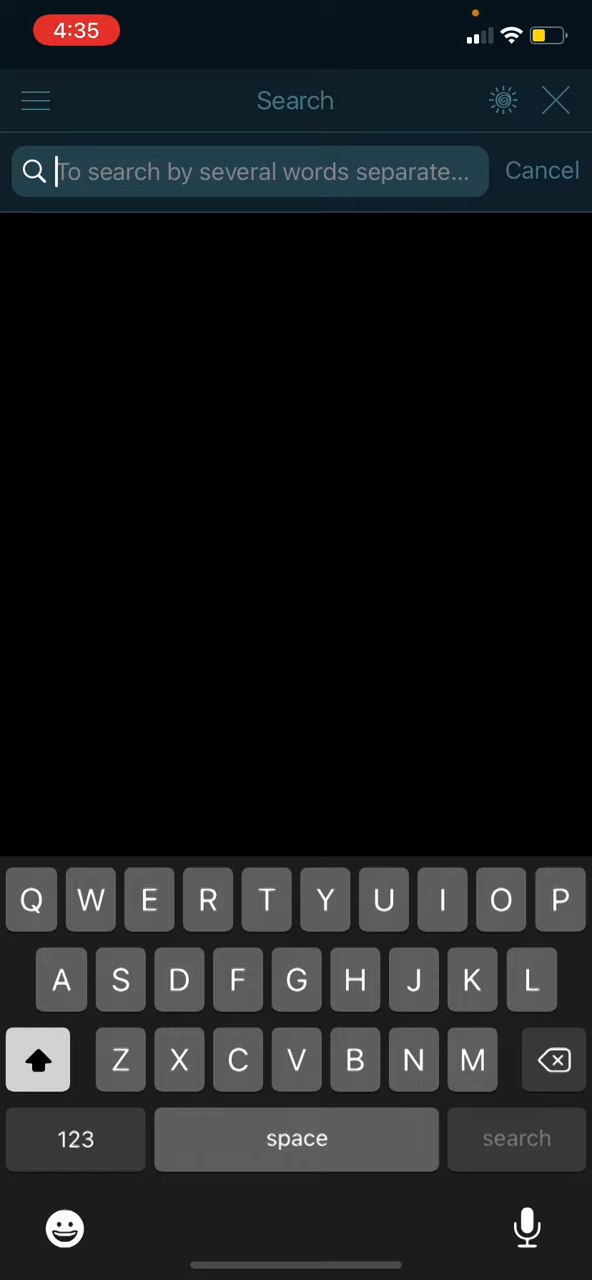 4:35
Search
To search by several words separate...
Cancel
Q W E R T Y U I O P
A S D F G H J K L
Z X C V B N M
123 space search